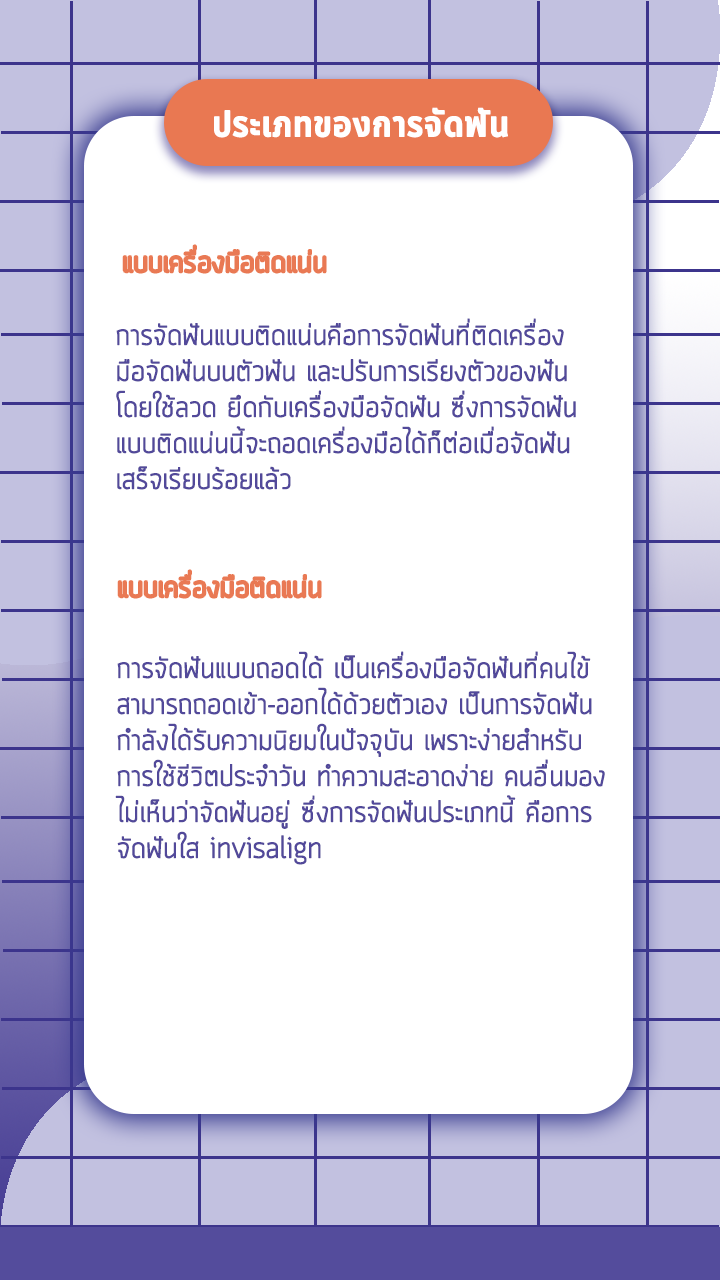 ประเภทของการจัดฟัน
แบบเครื่องมือติดแน่น
การจัดฟันแบบติดแน่นคือการจัดฟันที่ติดเครื่อง
มือจัดฟันบนตัวฟัน และปรับการเรียงตัวของฟัน
โดยใช้ลวด ยึดกับเครื่องมือจัดฟัน ซึ่งการจัดฟัน
แบบติดแน่นนี้จะถอดเครื่องมือได้ก็ต่อเมื่อจัดฟัน
เสร็จเรียบร้อยแล้ว
แบบเครื่องมือติดแน่น
การจัดฟันแบบถอดได้ เป็นเครื่องมือจัดฟันที่คนไข้
สามารถถอดเข้า-ออกได้ด้วยตัวเอง เป็นการจัดฟัน
กำลังได้รับความนิยมในปัจจุบัน เพราะง่ายสำหรับ
การใช้ชีวิตประจำวัน ทำความสะอาดง่าย คนอื่นมอง
ไม่เห็นว่าจัดฟันอยู่ ซึ่งการจัดฟันประเภทนี้ คือการ
จัดฟันใส invisalign